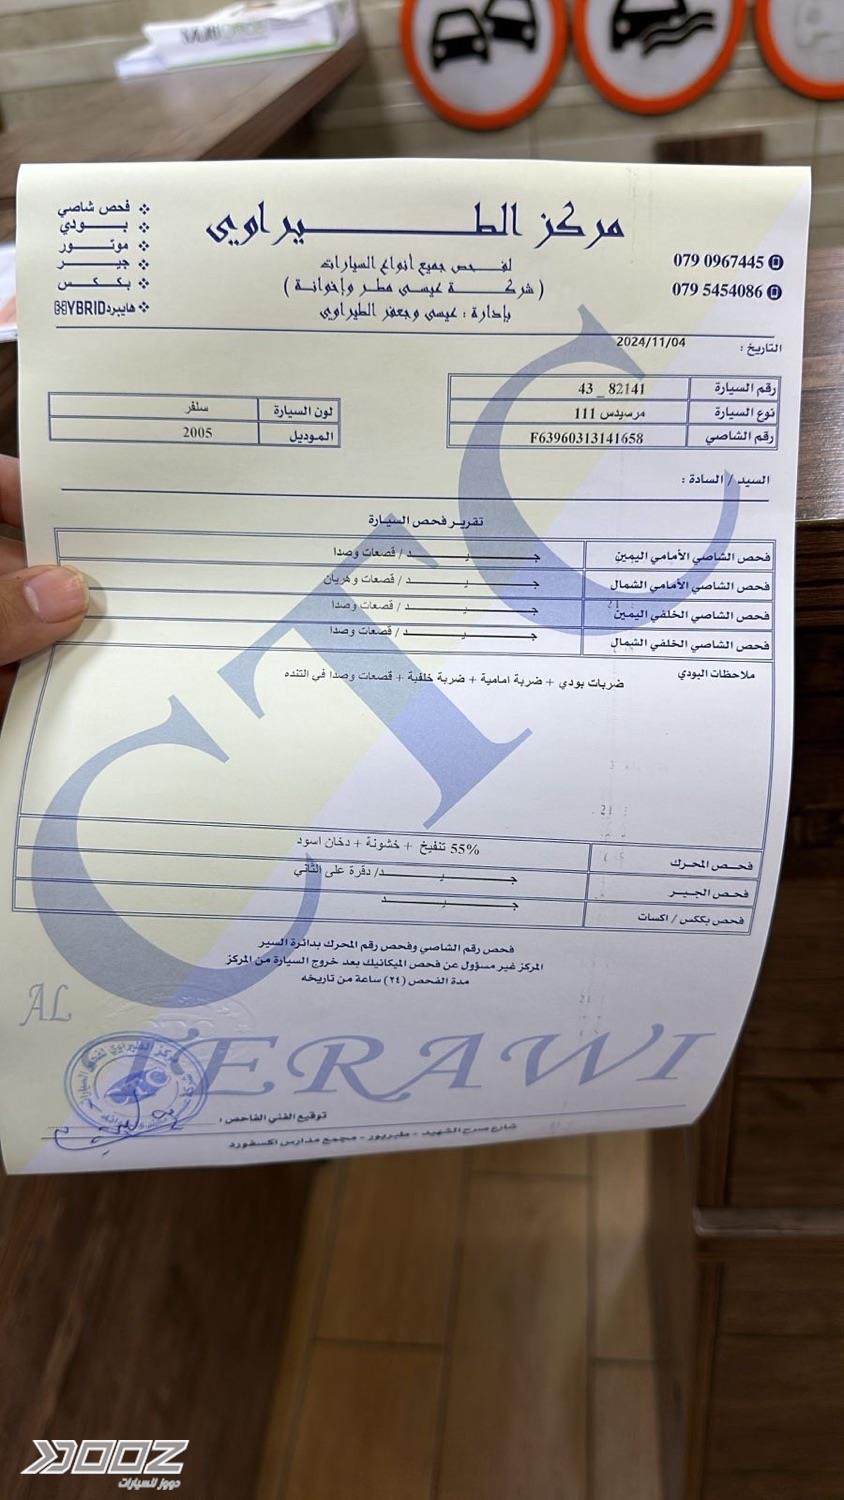 مركز الطيراوي
لفحص جميع أنواع السيارات
( شركة عيسى مطر وإخوانة )
بإدارة : عيسى وجعفر الطيراوي
079 0967445
079 5454086
❖ فحص شاصي
❖ بودي
❖ موتور
❖ جير
❖ بككس
❖ هايبرد HYBRID
التاريخ : 2024/11/04
رقم السيارة 82141 _ 43
نوع السيارة مرسيدس 111
رقم الشاصي F63960313141658
لون السيارة سلفر
الموديل 2005
السيد / السادة :
تقرير فحص السيارة
فحص الشاصي الأمامي اليمين جيد / قصعات وصدا
فحص الشاصي الأمامي الشمال جيد / قصعات وهريان
فحص الشاصي الخلفي اليمين جيد / قصعات وصدا
فحص الشاصي الخلفي الشمال جيد / قصعات وصدا
ملاحظات البودي ضربات بودي + ضربة امامية + ضربة خلفية + قصعات وصدا في التنده
فحص المحرك 55% تنفيخ + خشونة + دخان اسود
فحص الجير جيد/ دقرة على الثاني
فحص بككس / اكسات جيد
فحص رقم الشاصي وفحص رقم المحرك بدائرة السير
المركز غير مسؤول عن فحص الميكانيك بعد خروج السيارة من المركز
مدة الفحص (٢٤) ساعة من تاريخه
CTC
AL
TERAWI
توقيع الفني الفاحص :
شارع سرح الشهيد - طبربور - مجمع مدارس اكسفورد
DOOZ
دووز للسيارات